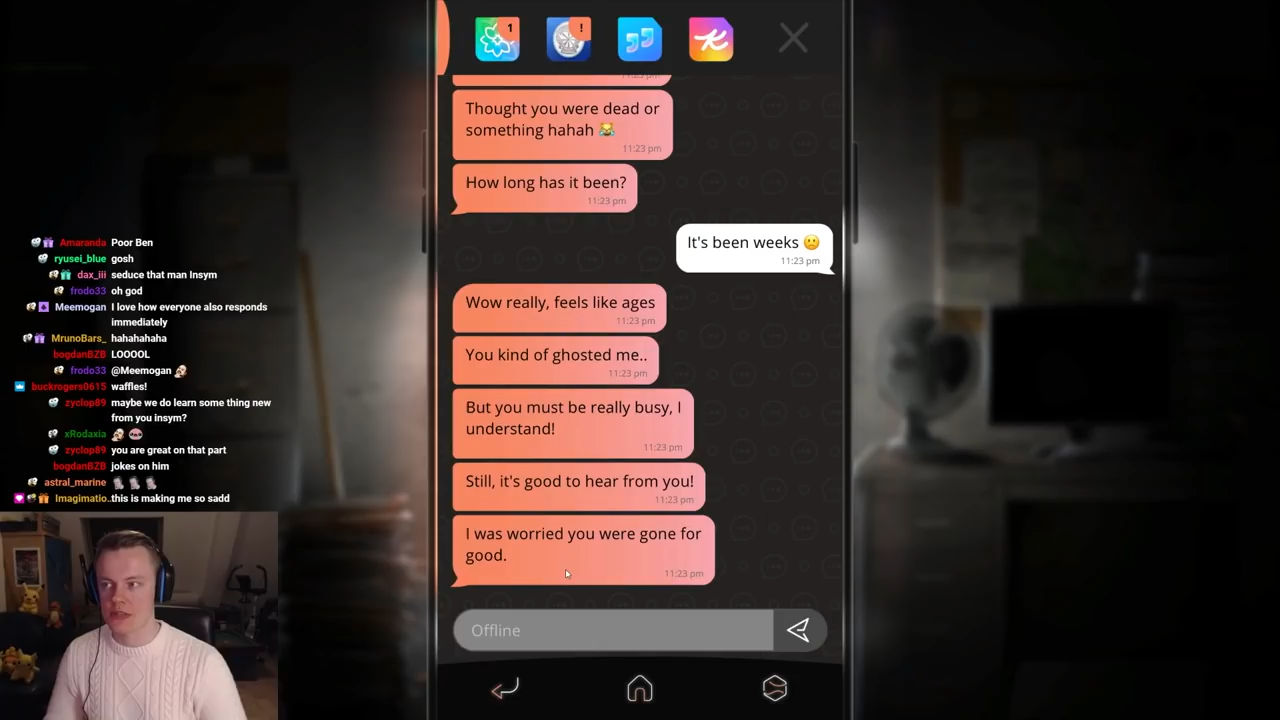 1
!
11:23 pm
Thought you were dead or
something hahah 😹
11:23 pm
How long has it been?
11:23 pm
It's been weeks 🙁
11:23 pm
Wow really, feels like ages
11:23 pm
You kind of ghosted me..
11:23 pm
But you must be really busy, I
understand!
11:23 pm
Still, it's good to hear from you!
11:23 pm
I was worried you were gone for
good.
11:23 pm
Offline
Amaranda Poor Ben
ryusei_blue gosh
dax_iii seduce that man Insym
frodo33 oh god
Meemogan I love how everyone also responds
immediately
MrunoBars_ hahahahaha
bogdanBZB LOOOOL
frodo33 @Meemogan
buckrogers0615 waffles!
zyclop89 maybe we do learn some thing new
from you insym?
xRodaxia
zyclop89 you are great on that part
bogdanBZB jokes on him
astral_marine
Imaginatio.. this is making me so sadd